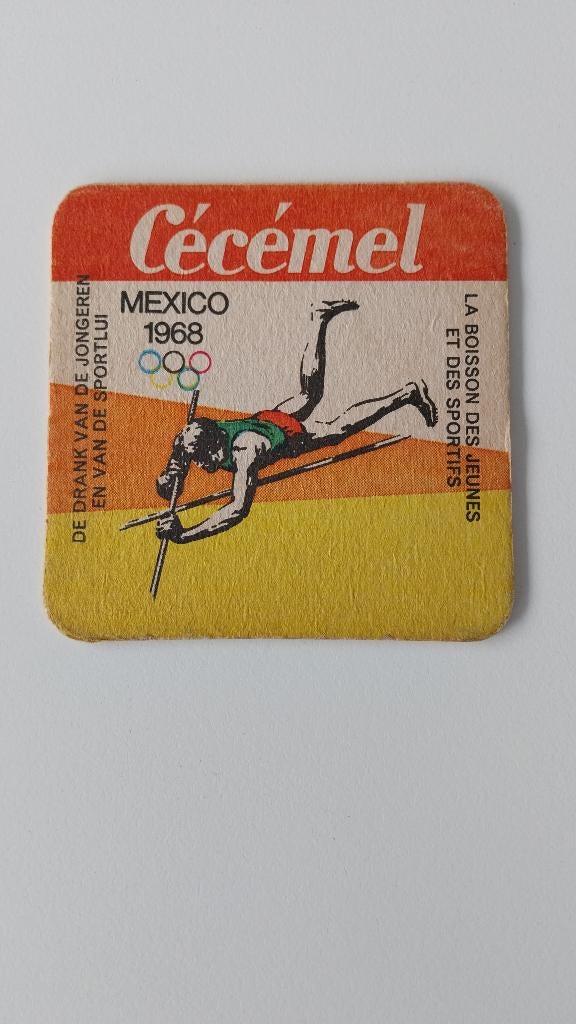 Cécémel
MEXICO
1968
DE DRANK VAN DE JONGEREN
EN VAN DE SPORTLUI
LA BOISSON DES JEUNES
ET DES SPORTIFS